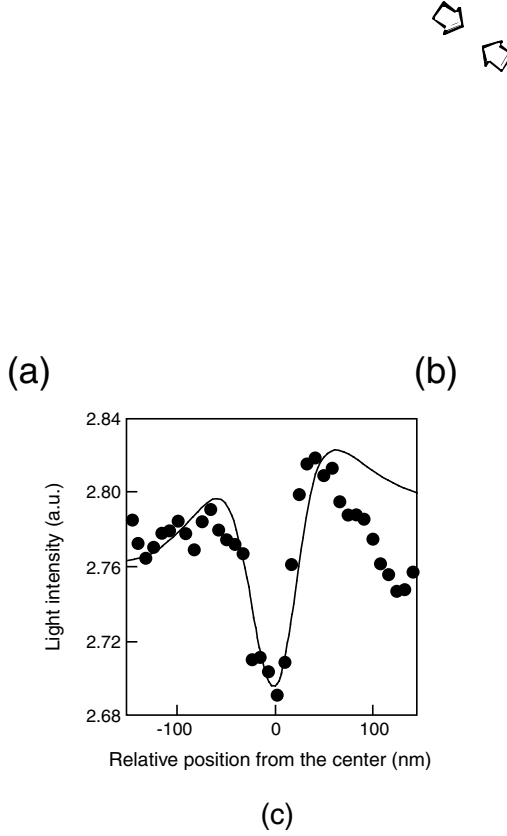 (a)
(b)
2.84
2.80
2.76
2.72
2.68
Light intensity (a.u.)
-100 0 100
Relative position from the center (nm)
(c)